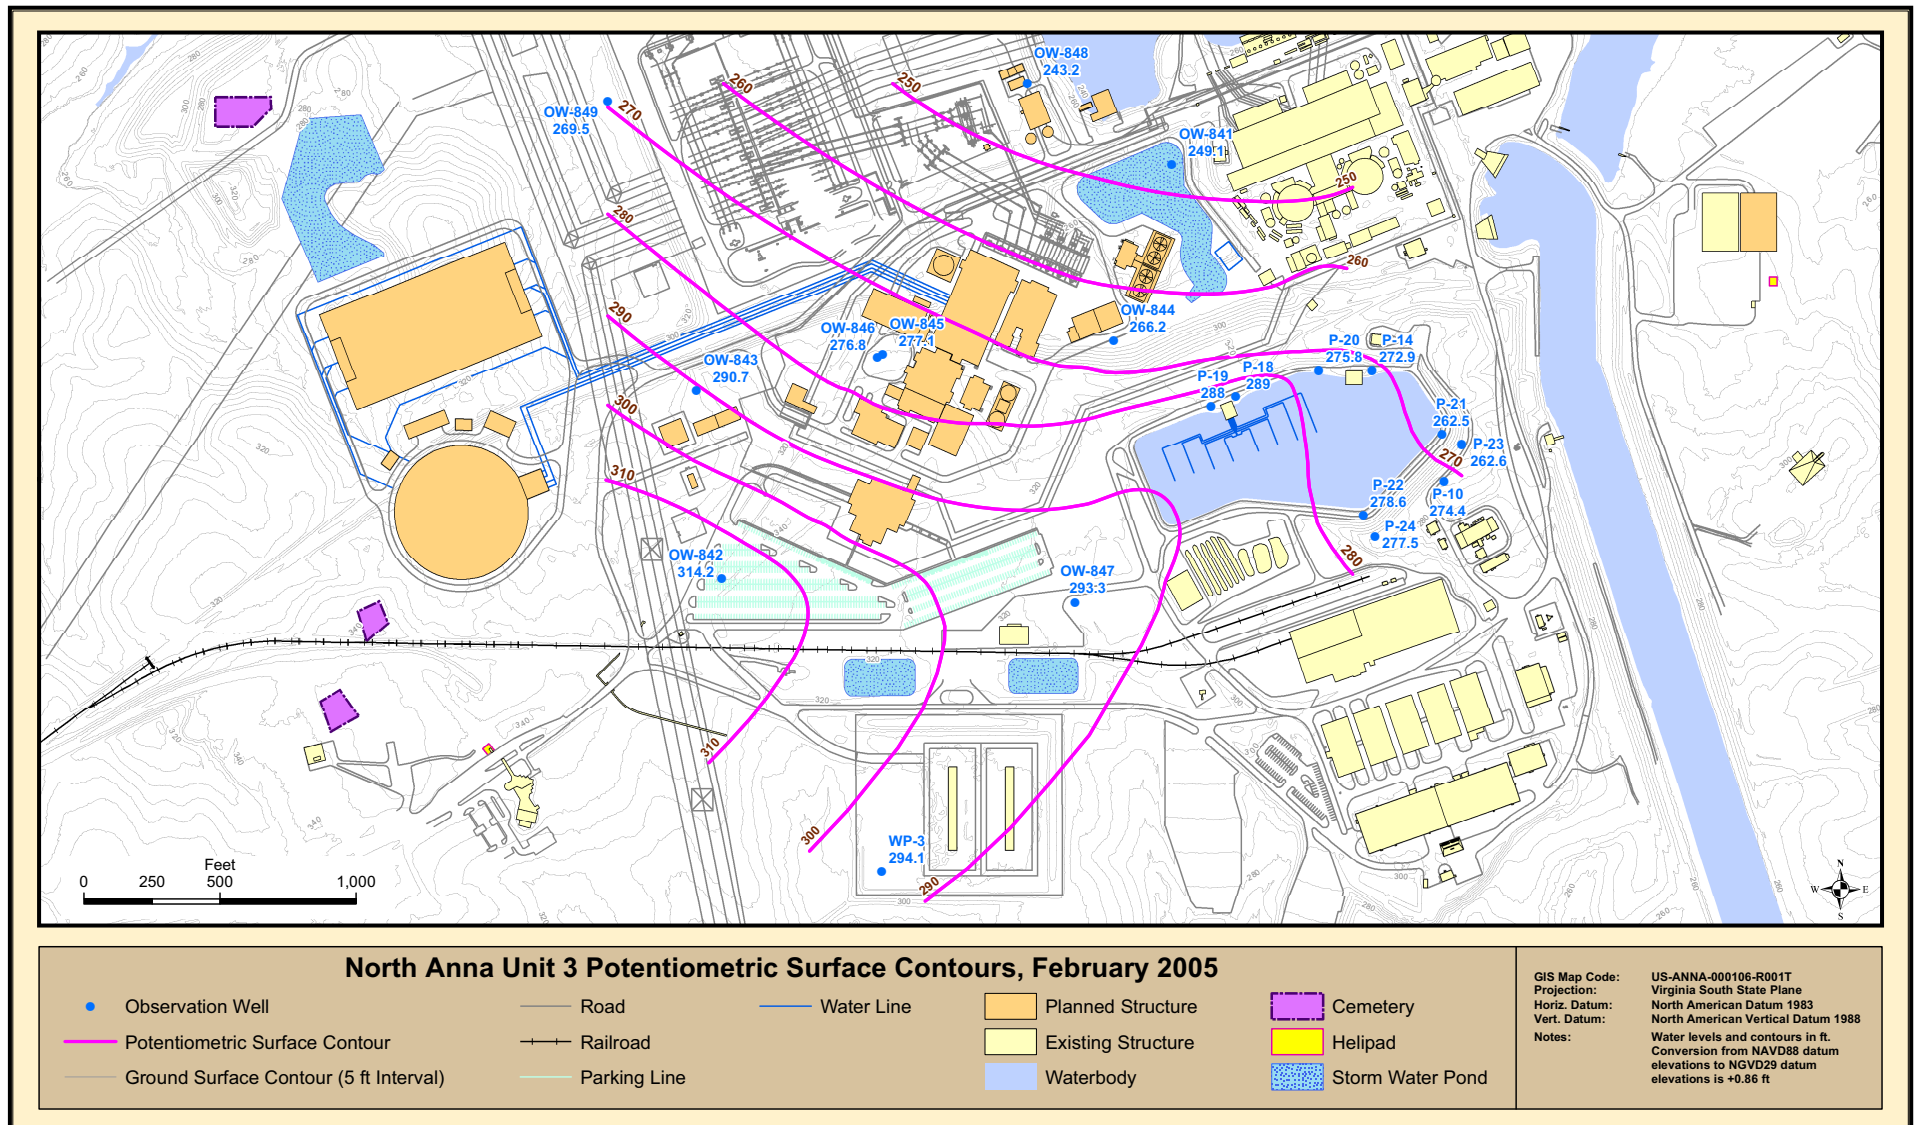 OW-848
243.2
260
250
OW-849
269.5
270
OW-841
249.1
250
280
260
290
OW-844
266.2
OW-846
276.8
OW-845
277.1
P-20
275.8
P-14
272.9
OW-843
290.7
P-18
289
P-19
288
300
P-21
262.5
P-23
262.6
270
310
P-10
274.4
P-22
278.6
P-24
277.5
280
OW-842
314.2
OW-847
293.3
310
300
WP-3
294.1
290
Feet
0 250 500 1,000
N
W E
S
North Anna Unit 3 Potentiometric Surface Contours, February 2005
Observation Well
Potentiometric Surface Contour
Ground Surface Contour (5 ft Interval)
Road
Railroad
Parking Line
Water Line
Planned Structure
Existing Structure
Waterbody
Cemetery
Helipad
Storm Water Pond
GIS Map Code: US-ANNA-000106-R001T
Projection: Virginia South State Plane
Horiz. Datum: North American Datum 1983
Vert. Datum: North American Vertical Datum 1988
Notes: Water levels and contours in ft.
Conversion from NAVD88 datum
elevations to NGVD29 datum
elevations is +0.86 ft